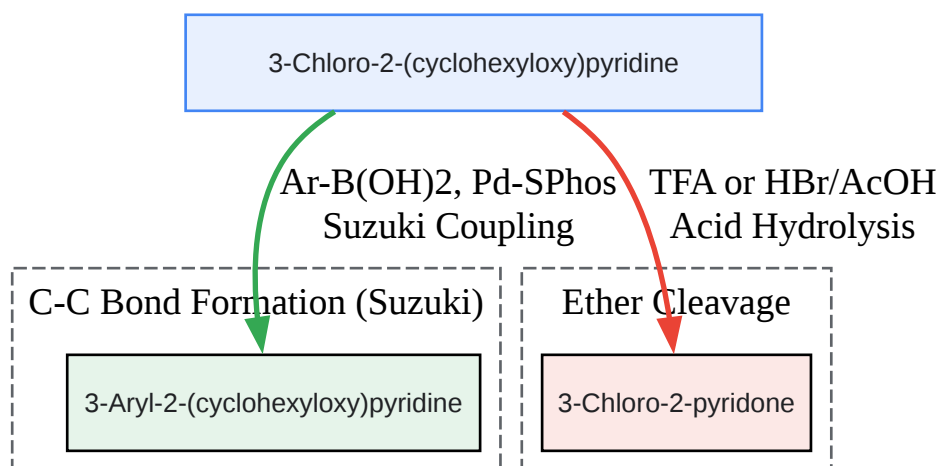 3-Chloro-2-(cyclohexyloxy)pyridine
Ar-B(OH)2, Pd-SPhos
Suzuki Coupling
TFA or HBr/AcOH
Acid Hydrolysis
C-C Bond Formation (Suzuki)
Ether Cleavage
3-Aryl-2-(cyclohexyloxy)pyridine
3-Chloro-2-pyridone